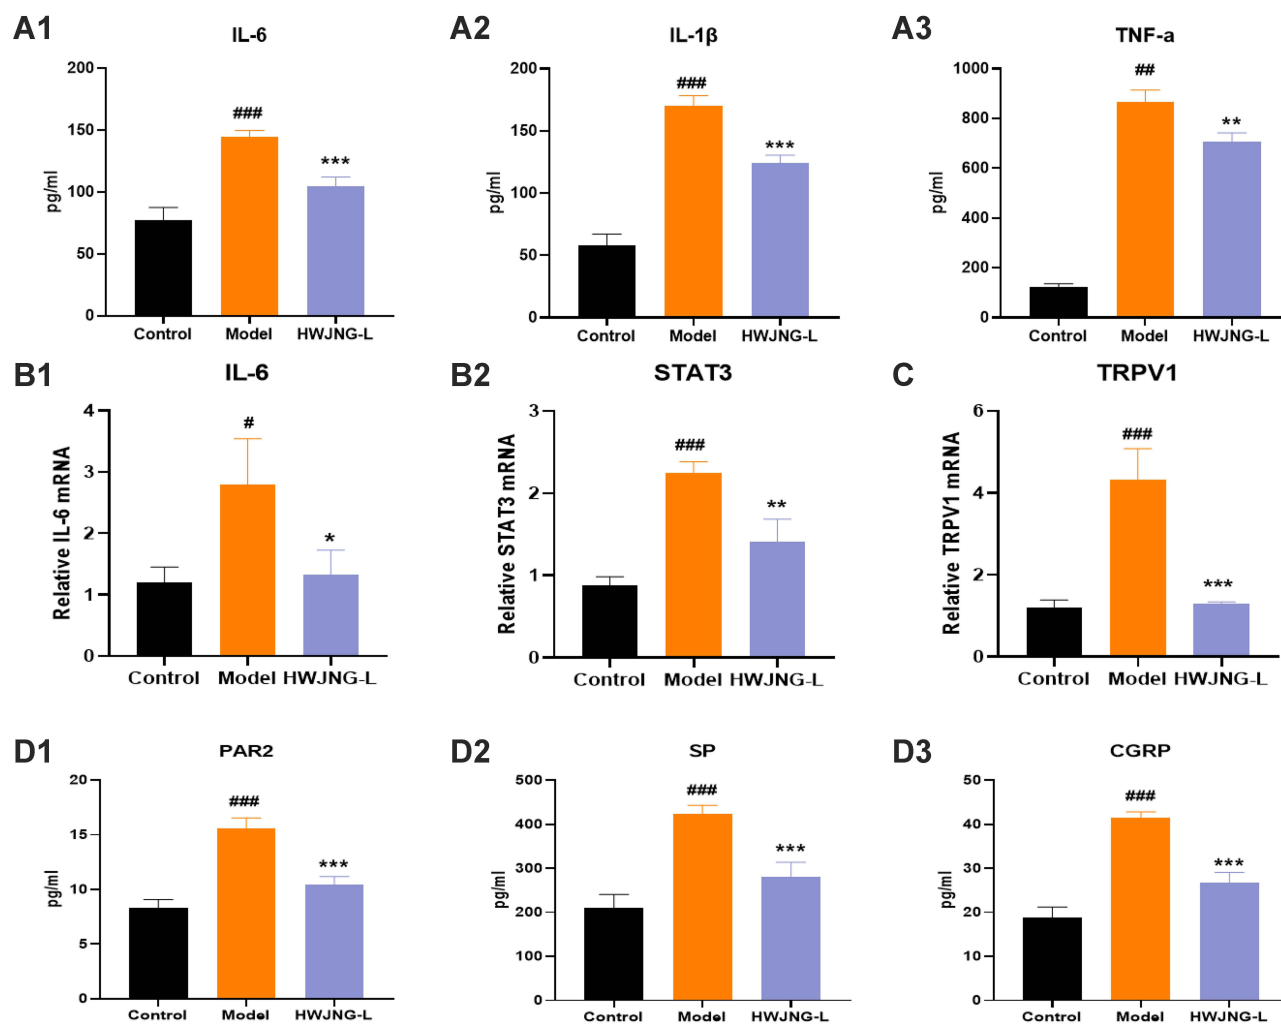 A1
IL-6
200
150
100
50
0
pg/ml
###
***
Control Model HWJNG-L
A2
IL-1β
200
150
100
50
0
pg/ml
###
***
Control Model HWJNG-L
A3
TNF-a
1000
800
600
400
200
0
pg/ml
##
**
Control Model HWJNG-L
B1
IL-6
4
3
2
1
0
Relative IL-6 mRNA
#
*
Control Model HWJNG-L
B2
STAT3
3
2
1
0
Relative STAT3 mRNA
###
**
Control Model HWJNG-L
C
TRPV1
6
4
2
0
Relative TRPV1 mRNA
###
***
Control Model HWJNG-L
D1
PAR2
20
15
10
5
0
pg/ml
###
***
Control Model HWJNG-L
D2
SP
500
400
300
200
100
0
pg/ml
###
***
Control Model HWJNG-L
D3
CGRP
50
40
30
20
10
0
pg/ml
###
***
Control Model HWJNG-L